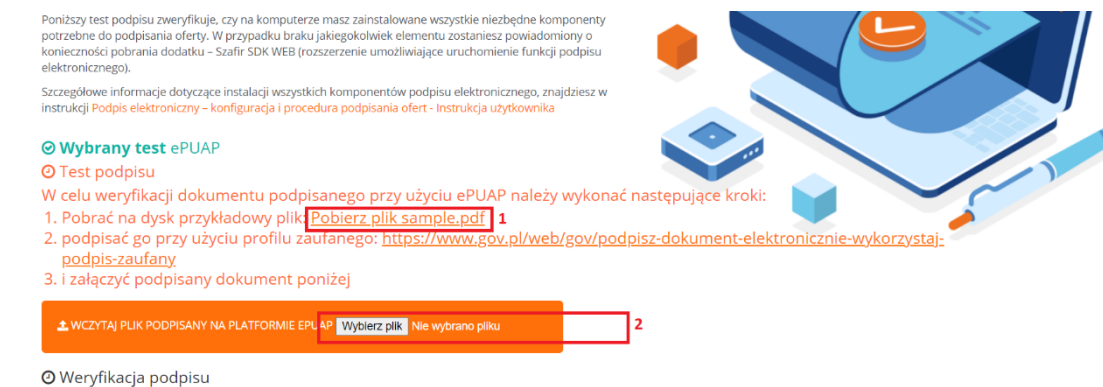 Poniższy test podpisu zweryfikuje, czy na komputerze masz zainstalowane wszystkie niezbędne komponenty
potrzebne do podpisania oferty. W przypadku braku jakiegokolwiek elementu zostaniesz powiadomiony o
konieczności pobrania dodatku – Szafir SDK WEB (rozszerzenie umożliwiające uruchomienie funkcji podpisu
elektronicznego).
Szczegółowe informacje dotyczące instalacji wszystkich komponentów podpisu elektronicznego, znajdziesz w
instrukcji Podpis elektroniczny – konfiguracja i procedura podpisania ofert - Instrukcja użytkownika
Wybrany test ePUAP
Test podpisu
W celu weryfikacji dokumentu podpisanego przy użyciu ePUAP należy wykonać następujące kroki:
1. Pobrać na dysk przykładowy plik: Pobierz plik sample.pdf 1
2. podpisać go przy użyciu profilu zaufanego: https://www.gov.pl/web/gov/podpisz-dokument-elektronicznie-wykorzystaj-
podpis-zaufany
3. i załączyć podpisany dokument poniżej
WCZYTAJ PLIK PODPISANY NA PLATFORMIE EPUAP Wybierz plik Nie wybrano pliku 2
Weryfikacja podpisu